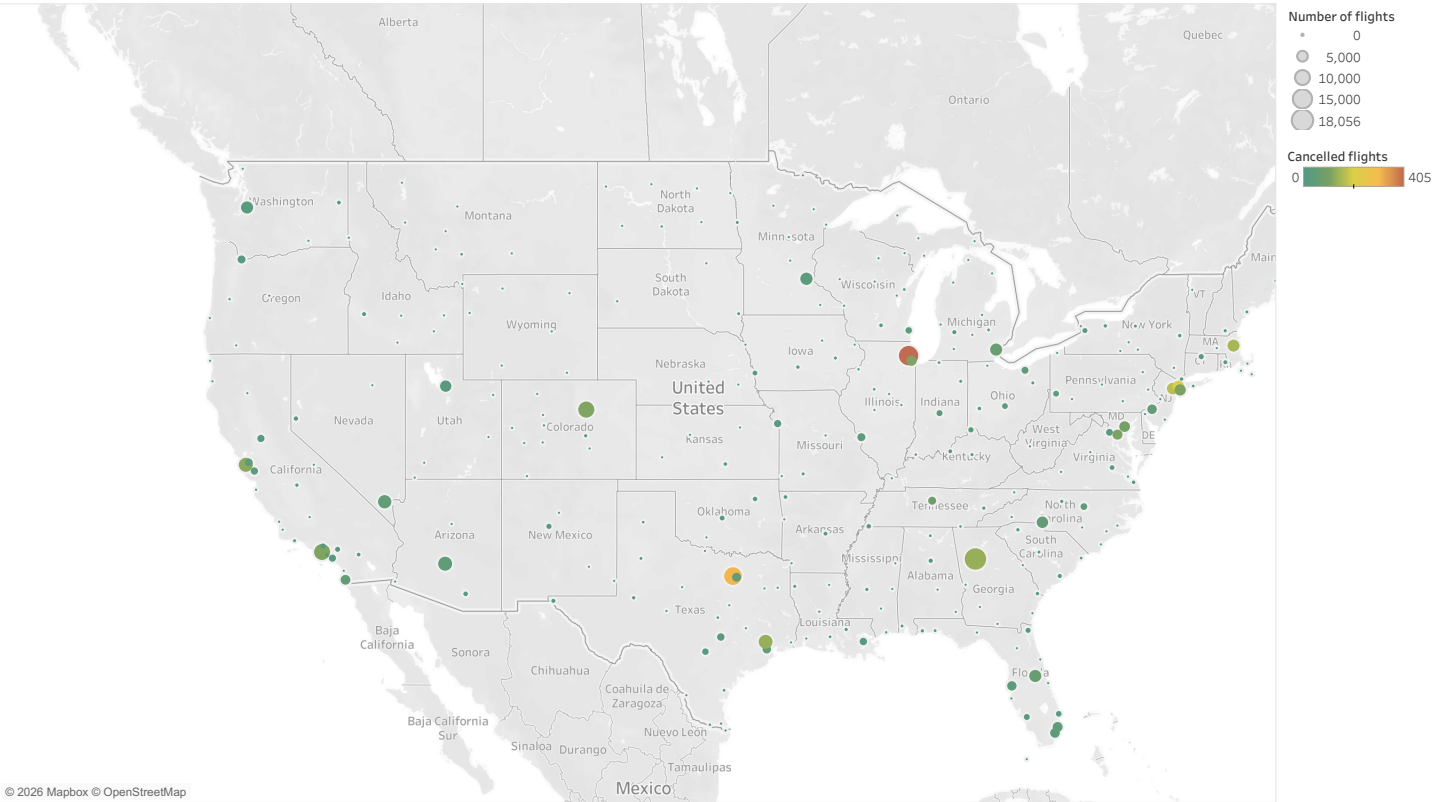 Alberta
Quebec
Ontario
Washington
Montana
North
Dakota
Minnesota
Oregon
Idaho
South
Dakota
Wisconsin
Wyoming
Michigan
VT
Main
New York
MA
CT
Iowa
Nebraska
United
States
Nevada
Utah
Colorado
Kansas
Missouri
Illinois
Indiana
Ohio
Pennsylvania
NJ
MD
DE
West
Virginia
Virginia
Kentucky
California
Arizona
New Mexico
Oklahoma
Arkansas
Tennessee
North
Carolina
South
Carolina
Mississippi
Alabama
Georgia
Texas
Louisiana
Florida
Baja
California
Sonora
Chihuahua
Coahuila de
Zaragoza
Baja California
Sur
Nuevo León
Sinaloa
Durango
Tamaulipas
Mexico
© 2026 Mapbox © OpenStreetMap
Number of flights
0
5,000
10,000
15,000
18,056
Cancelled flights
0 405